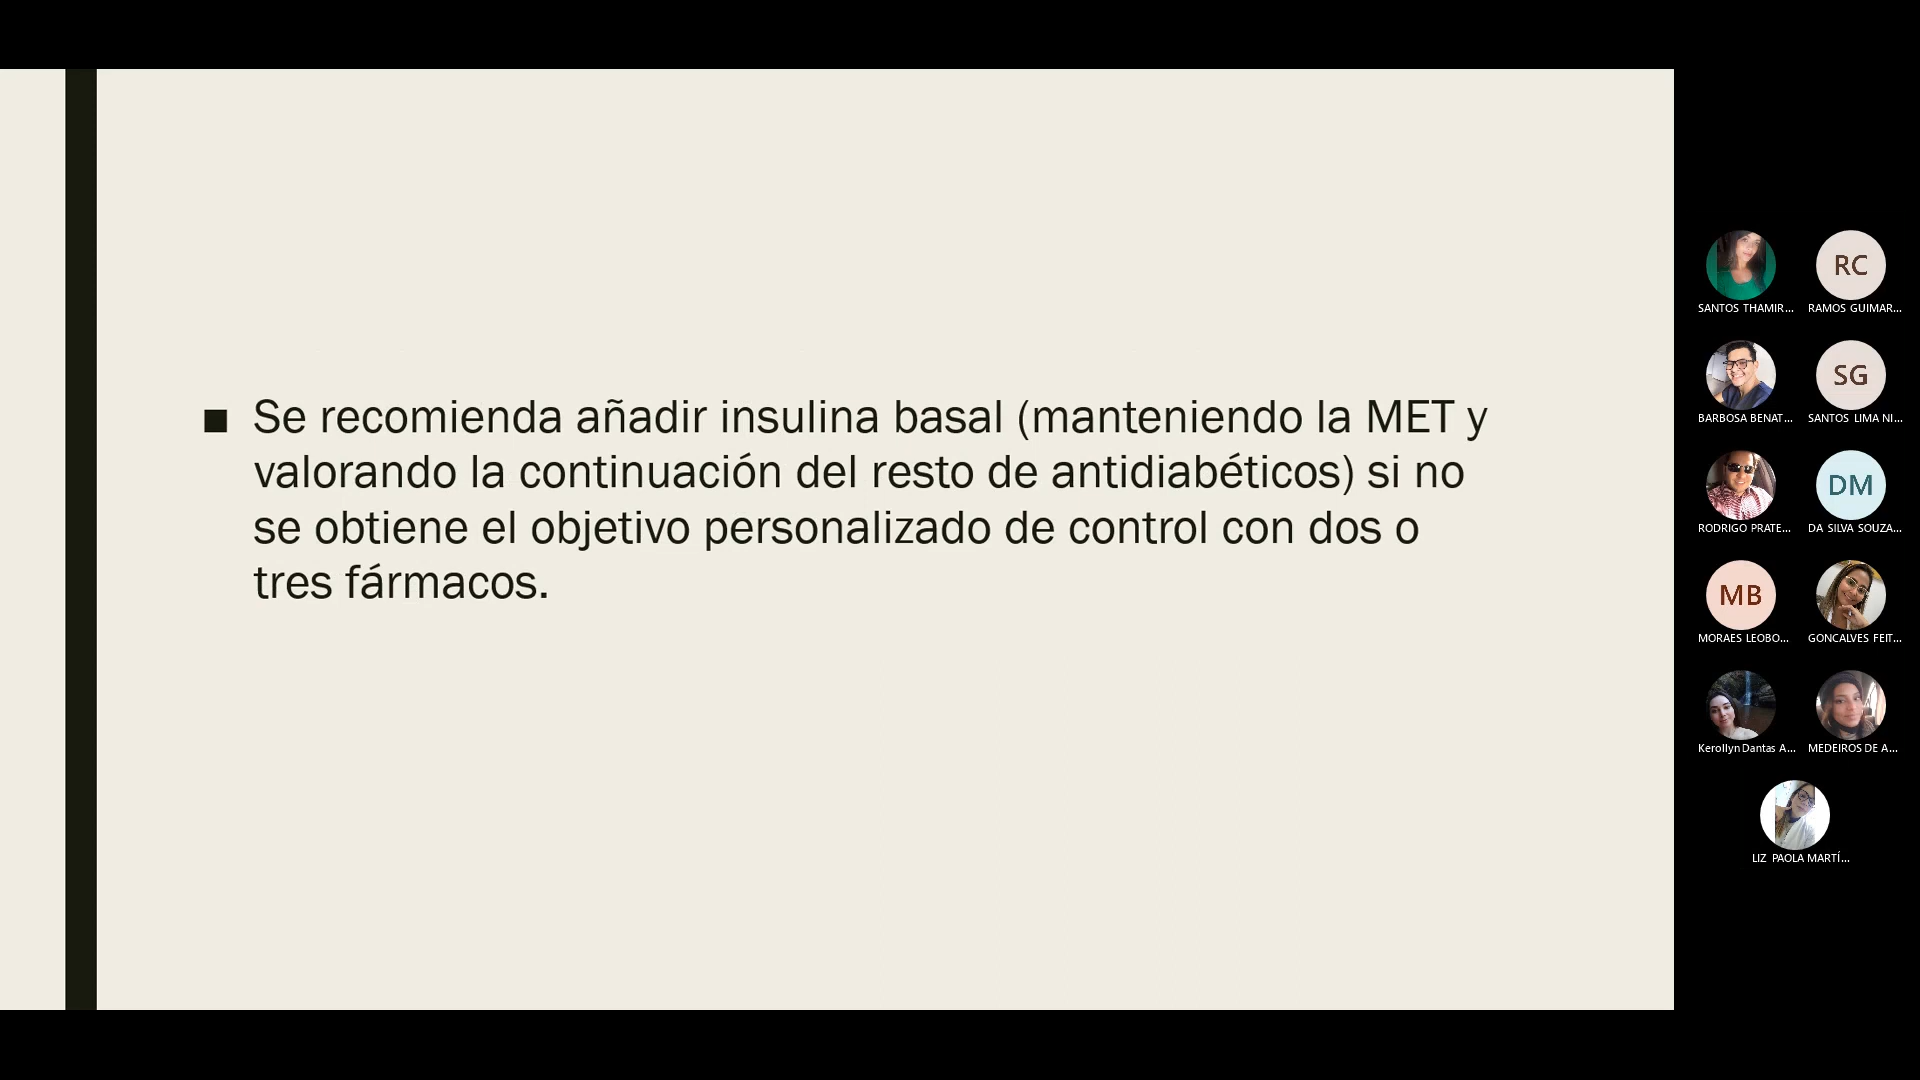 ■ Se recomienda añadir insulina basal (manteniendo la MET y
valorando la continuación del resto de antidiabéticos) si no
se obtiene el objetivo personalizado de control con dos o
tres fármacos.
RC
SANTOS THAMIR...
RAMOS GUIMAR...
SG
BARBOSA BENAT...
SANTOS LIMA NI...
DM
RODRIGO PRATE...
DA SILVA SOUZA...
MB
MORAES LEOBO...
GONCALVES FEIT...
Kerollyn Dantas A...
MEDEIROS DE A...
LIZ PAOLA MARTÍ...